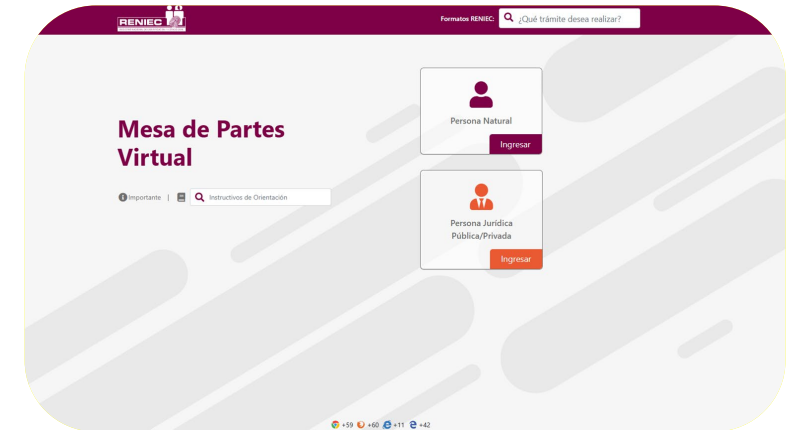 RENIEC
Formatos RENIEC:
¿Qué trámite desea realizar?
Mesa de Partes
Virtual
Importante |
Instructivos de Orientación
Persona Natural
Ingresar
Persona Jurídica
Pública/Privada
Ingresar
+59 +60 +11 +42